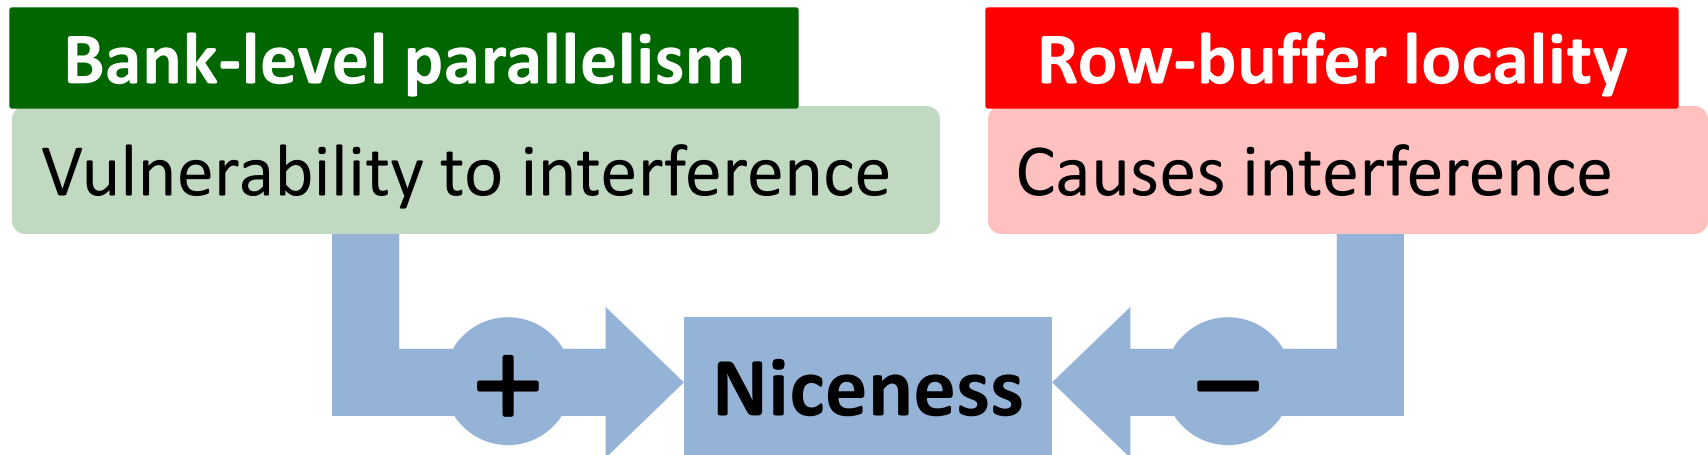 Bank-level parallelism
Vulnerability to interference
Row-buffer locality
Causes interference
+
Niceness
−